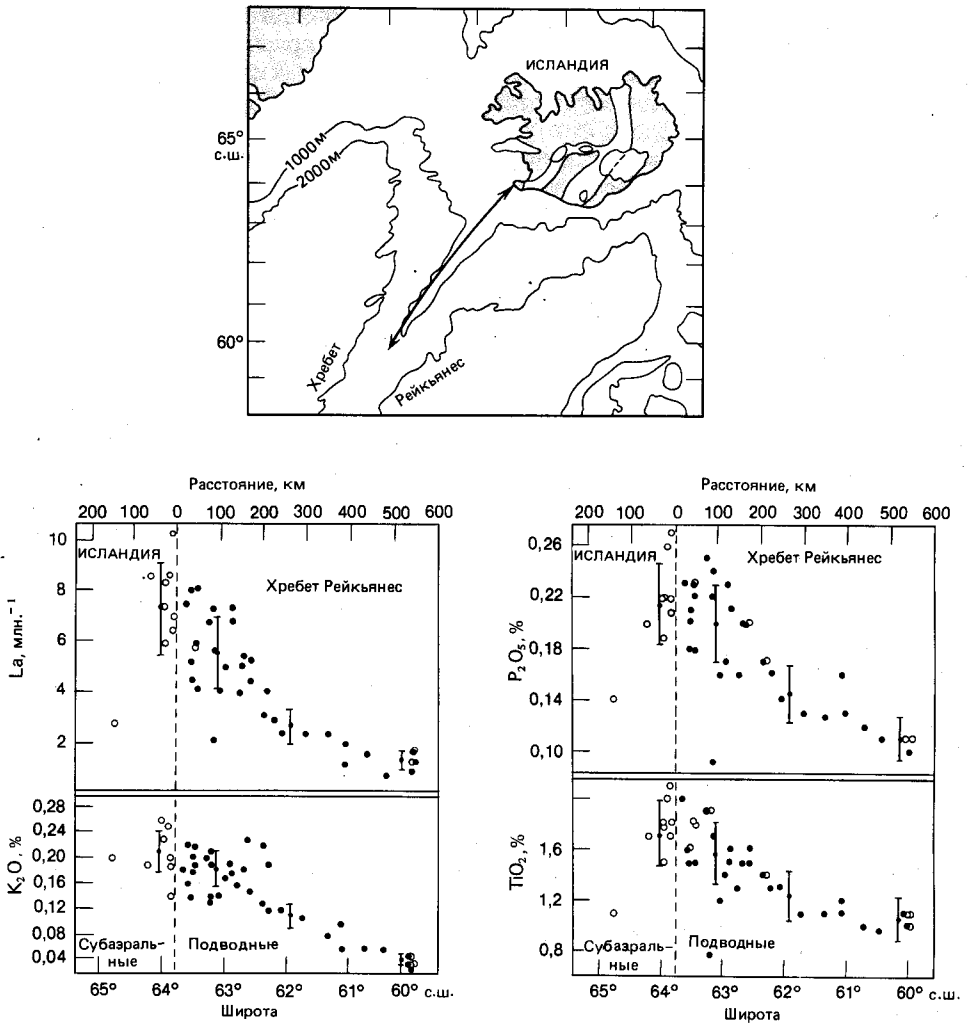 ИСЛАНДИЯ
65°
с.ш.
1000м
2000м
60°
Хребет
Рейкьянес
Расстояние, км
200 100 0 100 200 300 400 500 600
La, млн.⁻¹
10
8
6
4
2
ИСЛАНДИЯ
Хребет Рейкьянес
K₂O, %
0,28
0,24
0,20
0,16
0,12
0,08
0,04
Субаэраль-
ные
Подводные
65° 64° 63° 62° 61° 60° с.ш.
Широта
Расстояние, км
200 100 0 100 200 300 400 500 600
P₂O₅, %
0,26
0,22
0,18
0,14
0,10
ИСЛАНДИЯ
Хребет Рейкьянес
TiO₂, %
1,6
1,2
0,8
Субаэраль-
ные
Подводные
65° 64° 63° 62° 61° 60° с.ш.
Широта